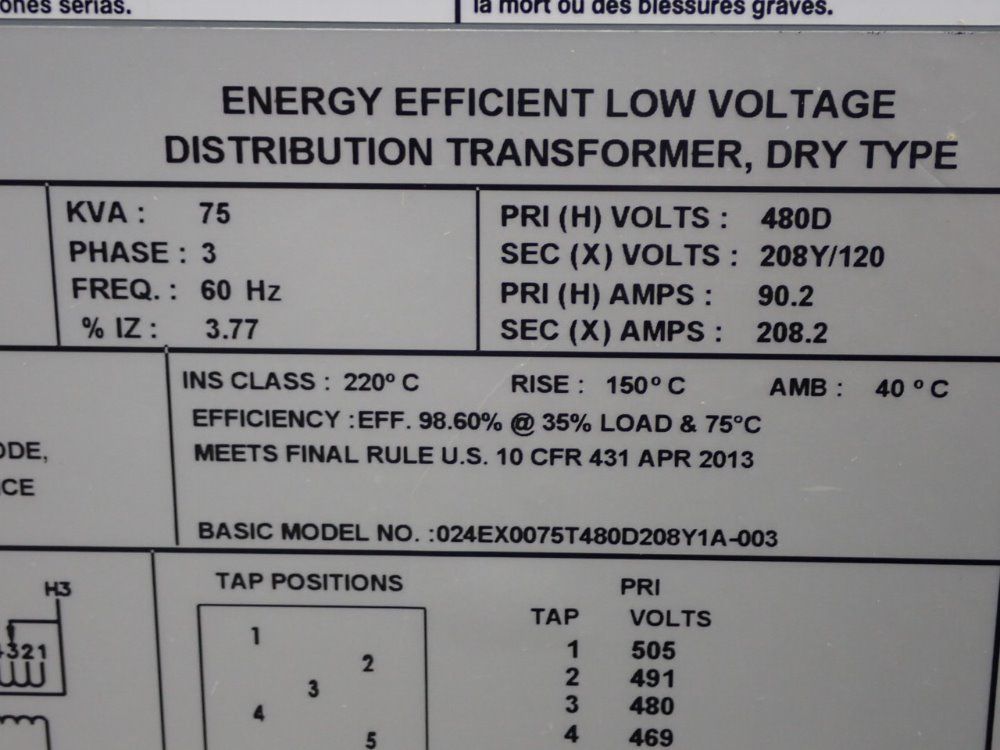 ones serias.
la mort ou des blessures graves.
ENERGY EFFICIENT LOW VOLTAGE
DISTRIBUTION TRANSFORMER, DRY TYPE
KVA : 75
PHASE : 3
FREQ. : 60 Hz
% IZ : 3.77
PRI (H) VOLTS : 480D
SEC (X) VOLTS : 208Y/120
PRI (H) AMPS : 90.2
SEC (X) AMPS : 208.2
INS CLASS : 220º C RISE : 150º C AMB : 40 º C
EFFICIENCY :EFF. 98.60% @ 35% LOAD & 75ºC
MEETS FINAL RULE U.S. 10 CFR 431 APR 2013
BASIC MODEL NO. :024EX0075T480D208Y1A-003
ODE,
CE
H3
4321
TAP POSITIONS
1
2
3
4
5
PRI
TAP VOLTS
1 505
2 491
3 480
4 469